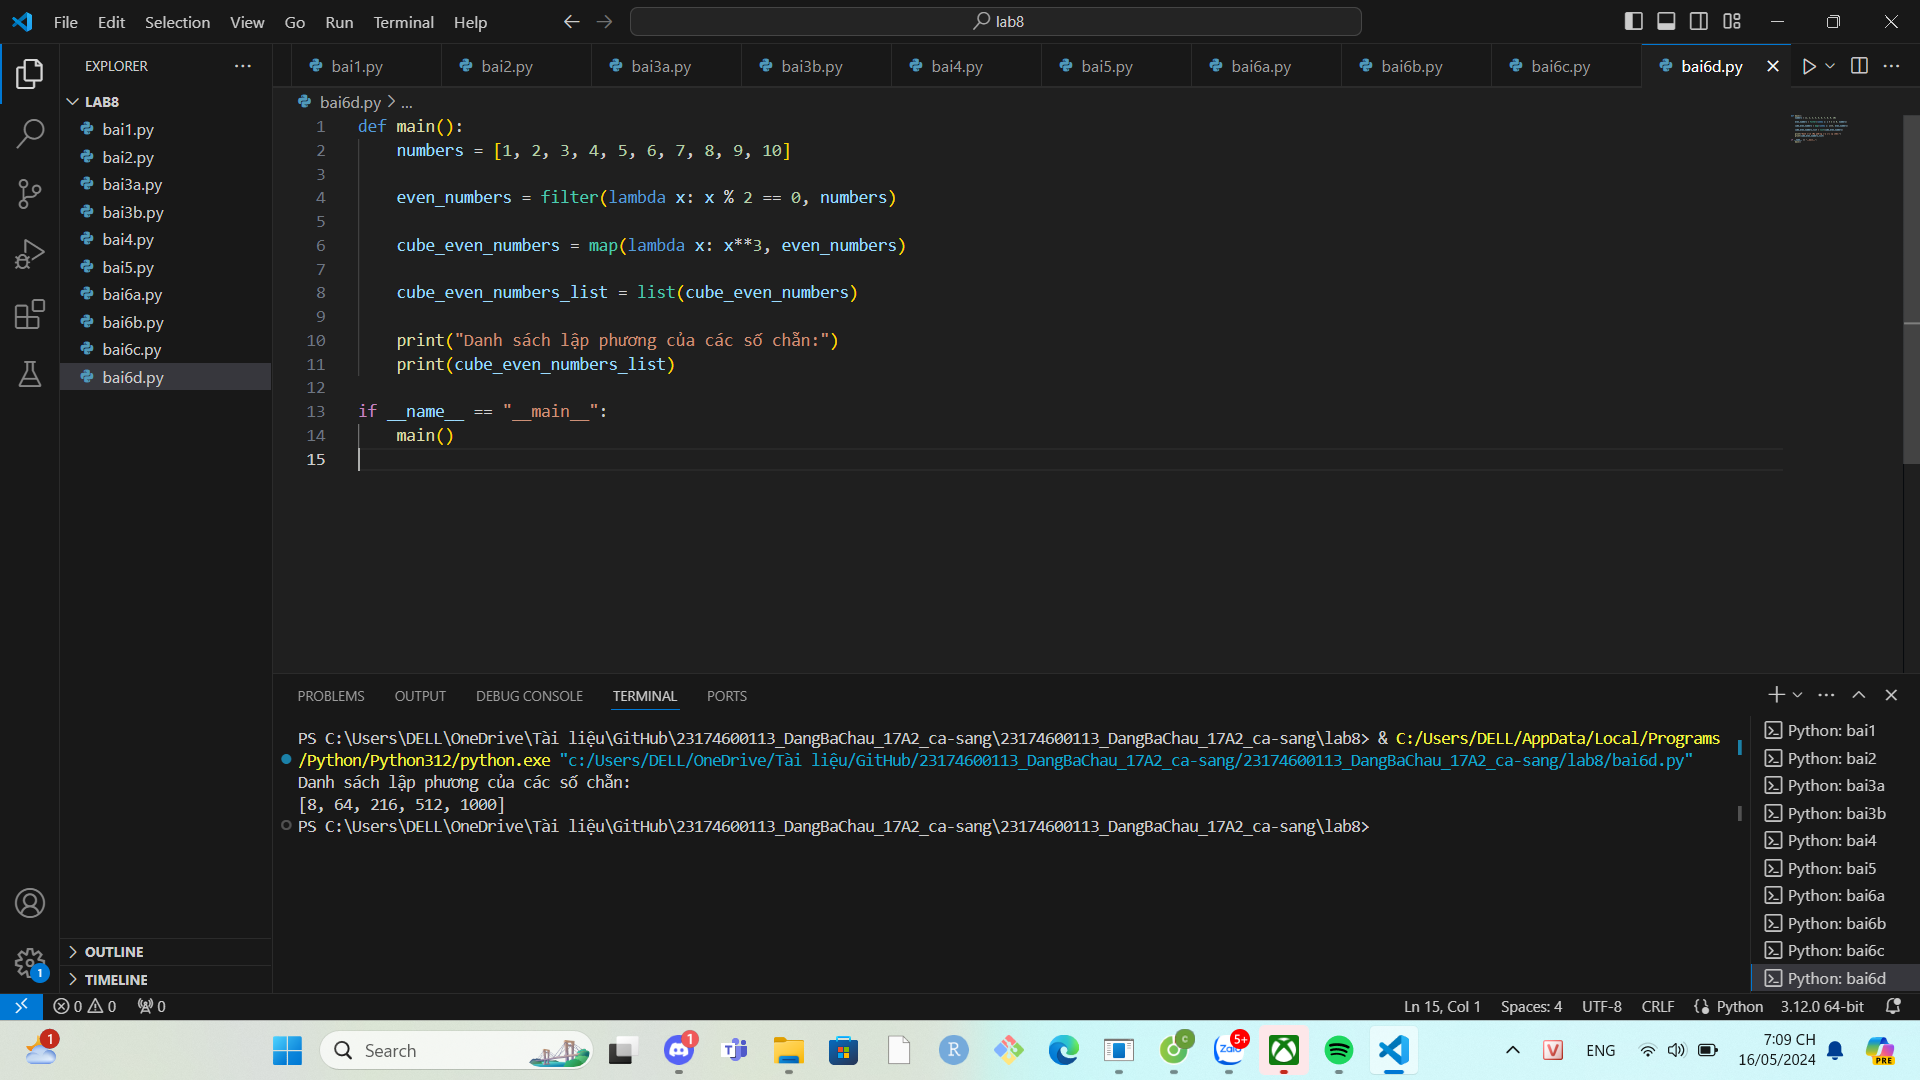 File Edit Selection View Go Run Terminal Help
lab8
EXPLORER
bai1.py bai2.py bai3a.py bai3b.py bai4.py bai5.py bai6a.py bai6b.py bai6c.py bai6d.py
LAB8
bai1.py
bai2.py
bai3a.py
bai3b.py
bai4.py
bai5.py
bai6a.py
bai6b.py
bai6c.py
bai6d.py
OUTLINE
TIMELINE
bai6d.py > ...
1 def main():
2     numbers = [1, 2, 3, 4, 5, 6, 7, 8, 9, 10]
3
4     even_numbers = filter(lambda x: x % 2 == 0, numbers)
5
6     cube_even_numbers = map(lambda x: x**3, even_numbers)
7
8     cube_even_numbers_list = list(cube_even_numbers)
9
10     print("Danh sách lập phương của các số chẵn:")
11     print(cube_even_numbers_list)
12
13 if __name__ == "__main__":
14     main()
15
PROBLEMS OUTPUT DEBUG CONSOLE TERMINAL PORTS
PS C:\Users\DELL\OneDrive\Tài liệu\GitHub\23174600113_DangBaChau_17A2_ca-sang\23174600113_DangBaChau_17A2_ca-sang\lab8> & C:/Users/DELL/AppData/Local/Programs
/Python/Python312/python.exe "c:/Users/DELL/OneDrive/Tài liệu/GitHub/23174600113_DangBaChau_17A2_ca-sang/23174600113_DangBaChau_17A2_ca-sang/lab8/bai6d.py"
Danh sách lập phương của các số chẵn:
[8, 64, 216, 512, 1000]
PS C:\Users\DELL\OneDrive\Tài liệu\GitHub\23174600113_DangBaChau_17A2_ca-sang\23174600113_DangBaChau_17A2_ca-sang\lab8>
Python: bai1
Python: bai2
Python: bai3a
Python: bai3b
Python: bai4
Python: bai5
Python: bai6a
Python: bai6b
Python: bai6c
Python: bai6d
1
0 0 0
Ln 15, Col 1 Spaces: 4 UTF-8 CRLF Python 3.12.0 64-bit
1
Search
1
R
c
Zalo
5+
V
ENG
7:09 CH
16/05/2024
PRE